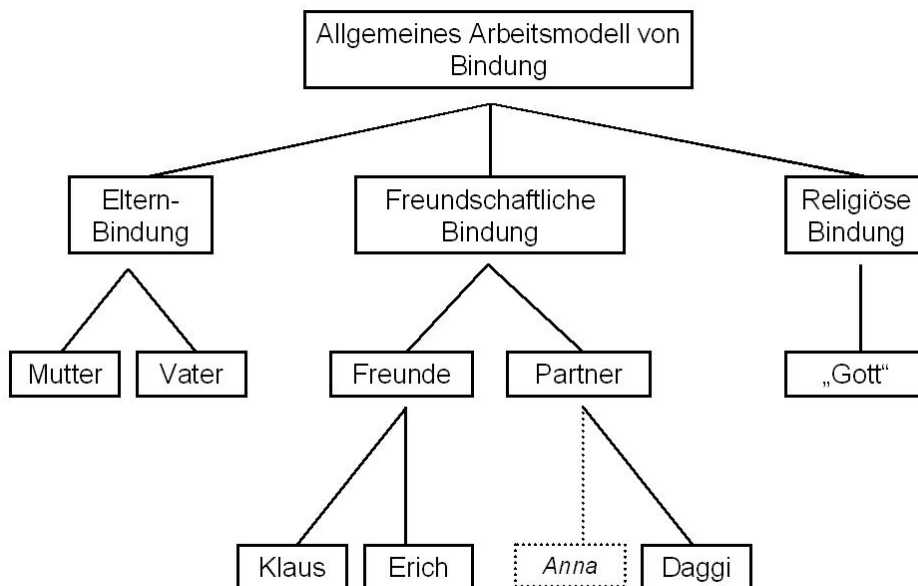 Allgemeines Arbeitsmodell von
Bindung
Eltern-
Bindung
Freundschaftliche
Bindung
Religiöse
Bindung
Mutter
Vater
Freunde
Partner
„Gott“
Klaus
Erich
Anna
Daggi